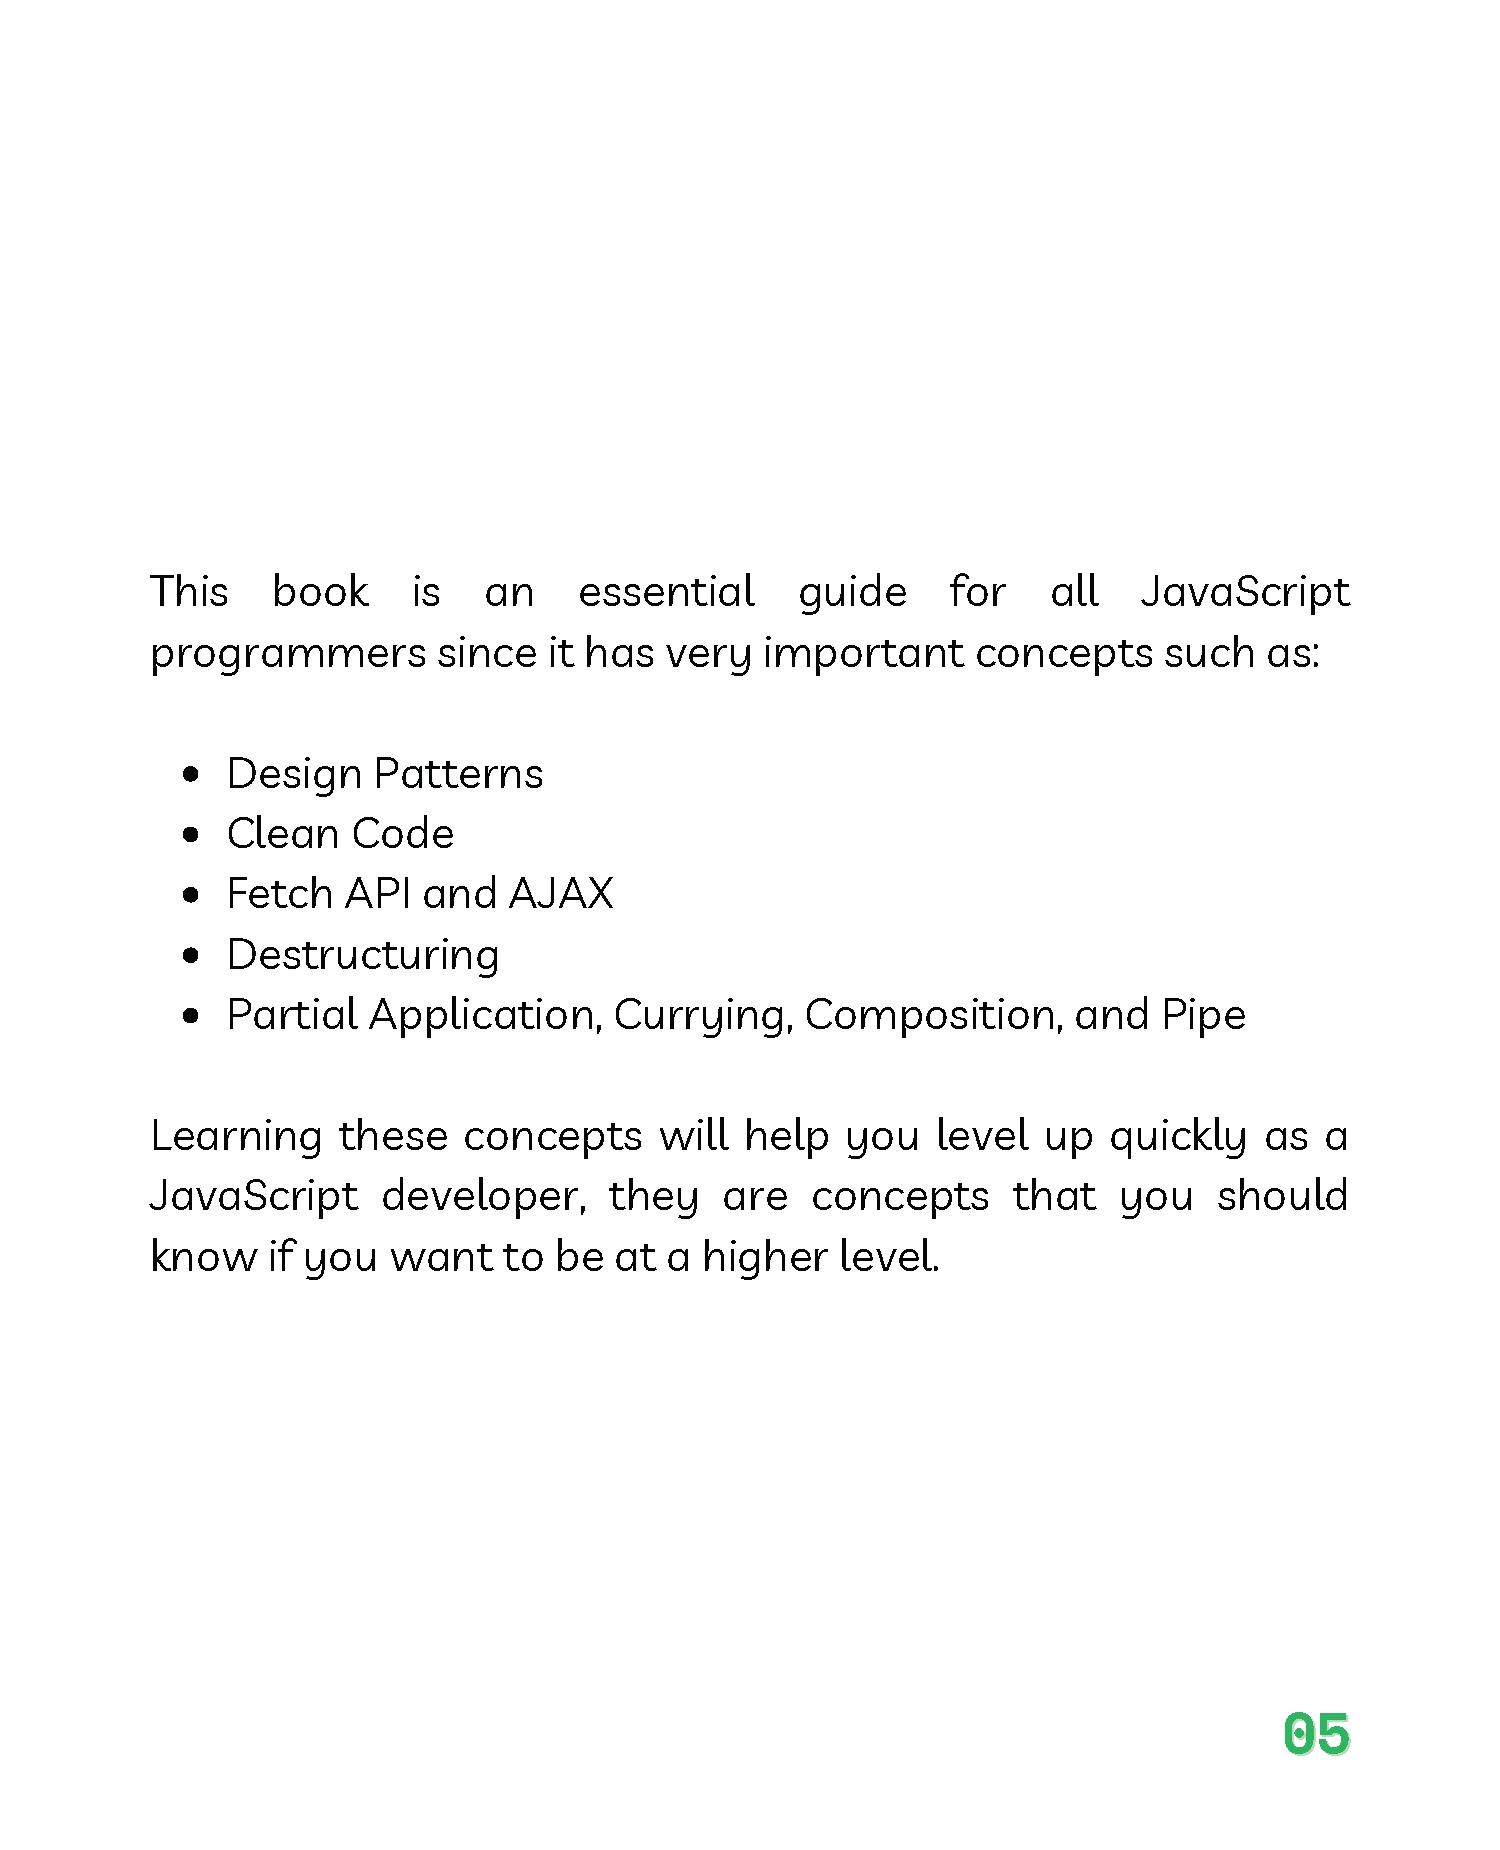 This book is an essential guide for all JavaScript
programmers since it has very important concepts such as:
• Design Patterns
• Clean Code
• Fetch API and AJAX
• Destructuring
• Partial Application, Currying, Composition, and Pipe
Learning these concepts will help you level up quickly as a
JavaScript developer, they are concepts that you should
know if you want to be at a higher level.
05